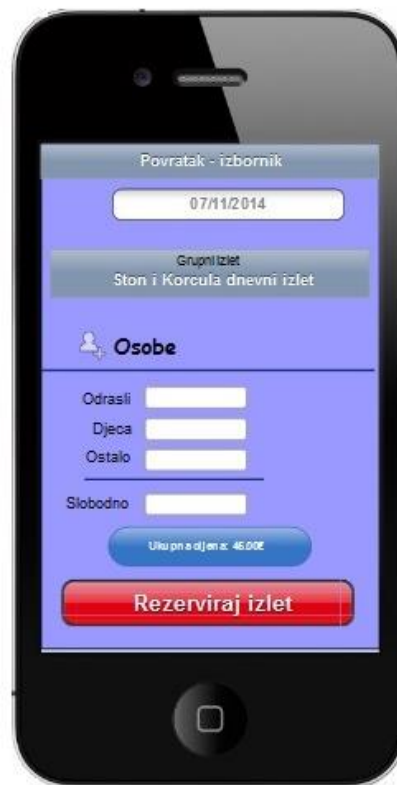 Povratak - izbornik
07/11/2014
Grupni izlet
Ston i Korcula dnevni izlet
Osobe
Odrasli
Djeca
Ostalo
Slobodno
Ukupna cijena: 45.00€
Rezerviraj izlet